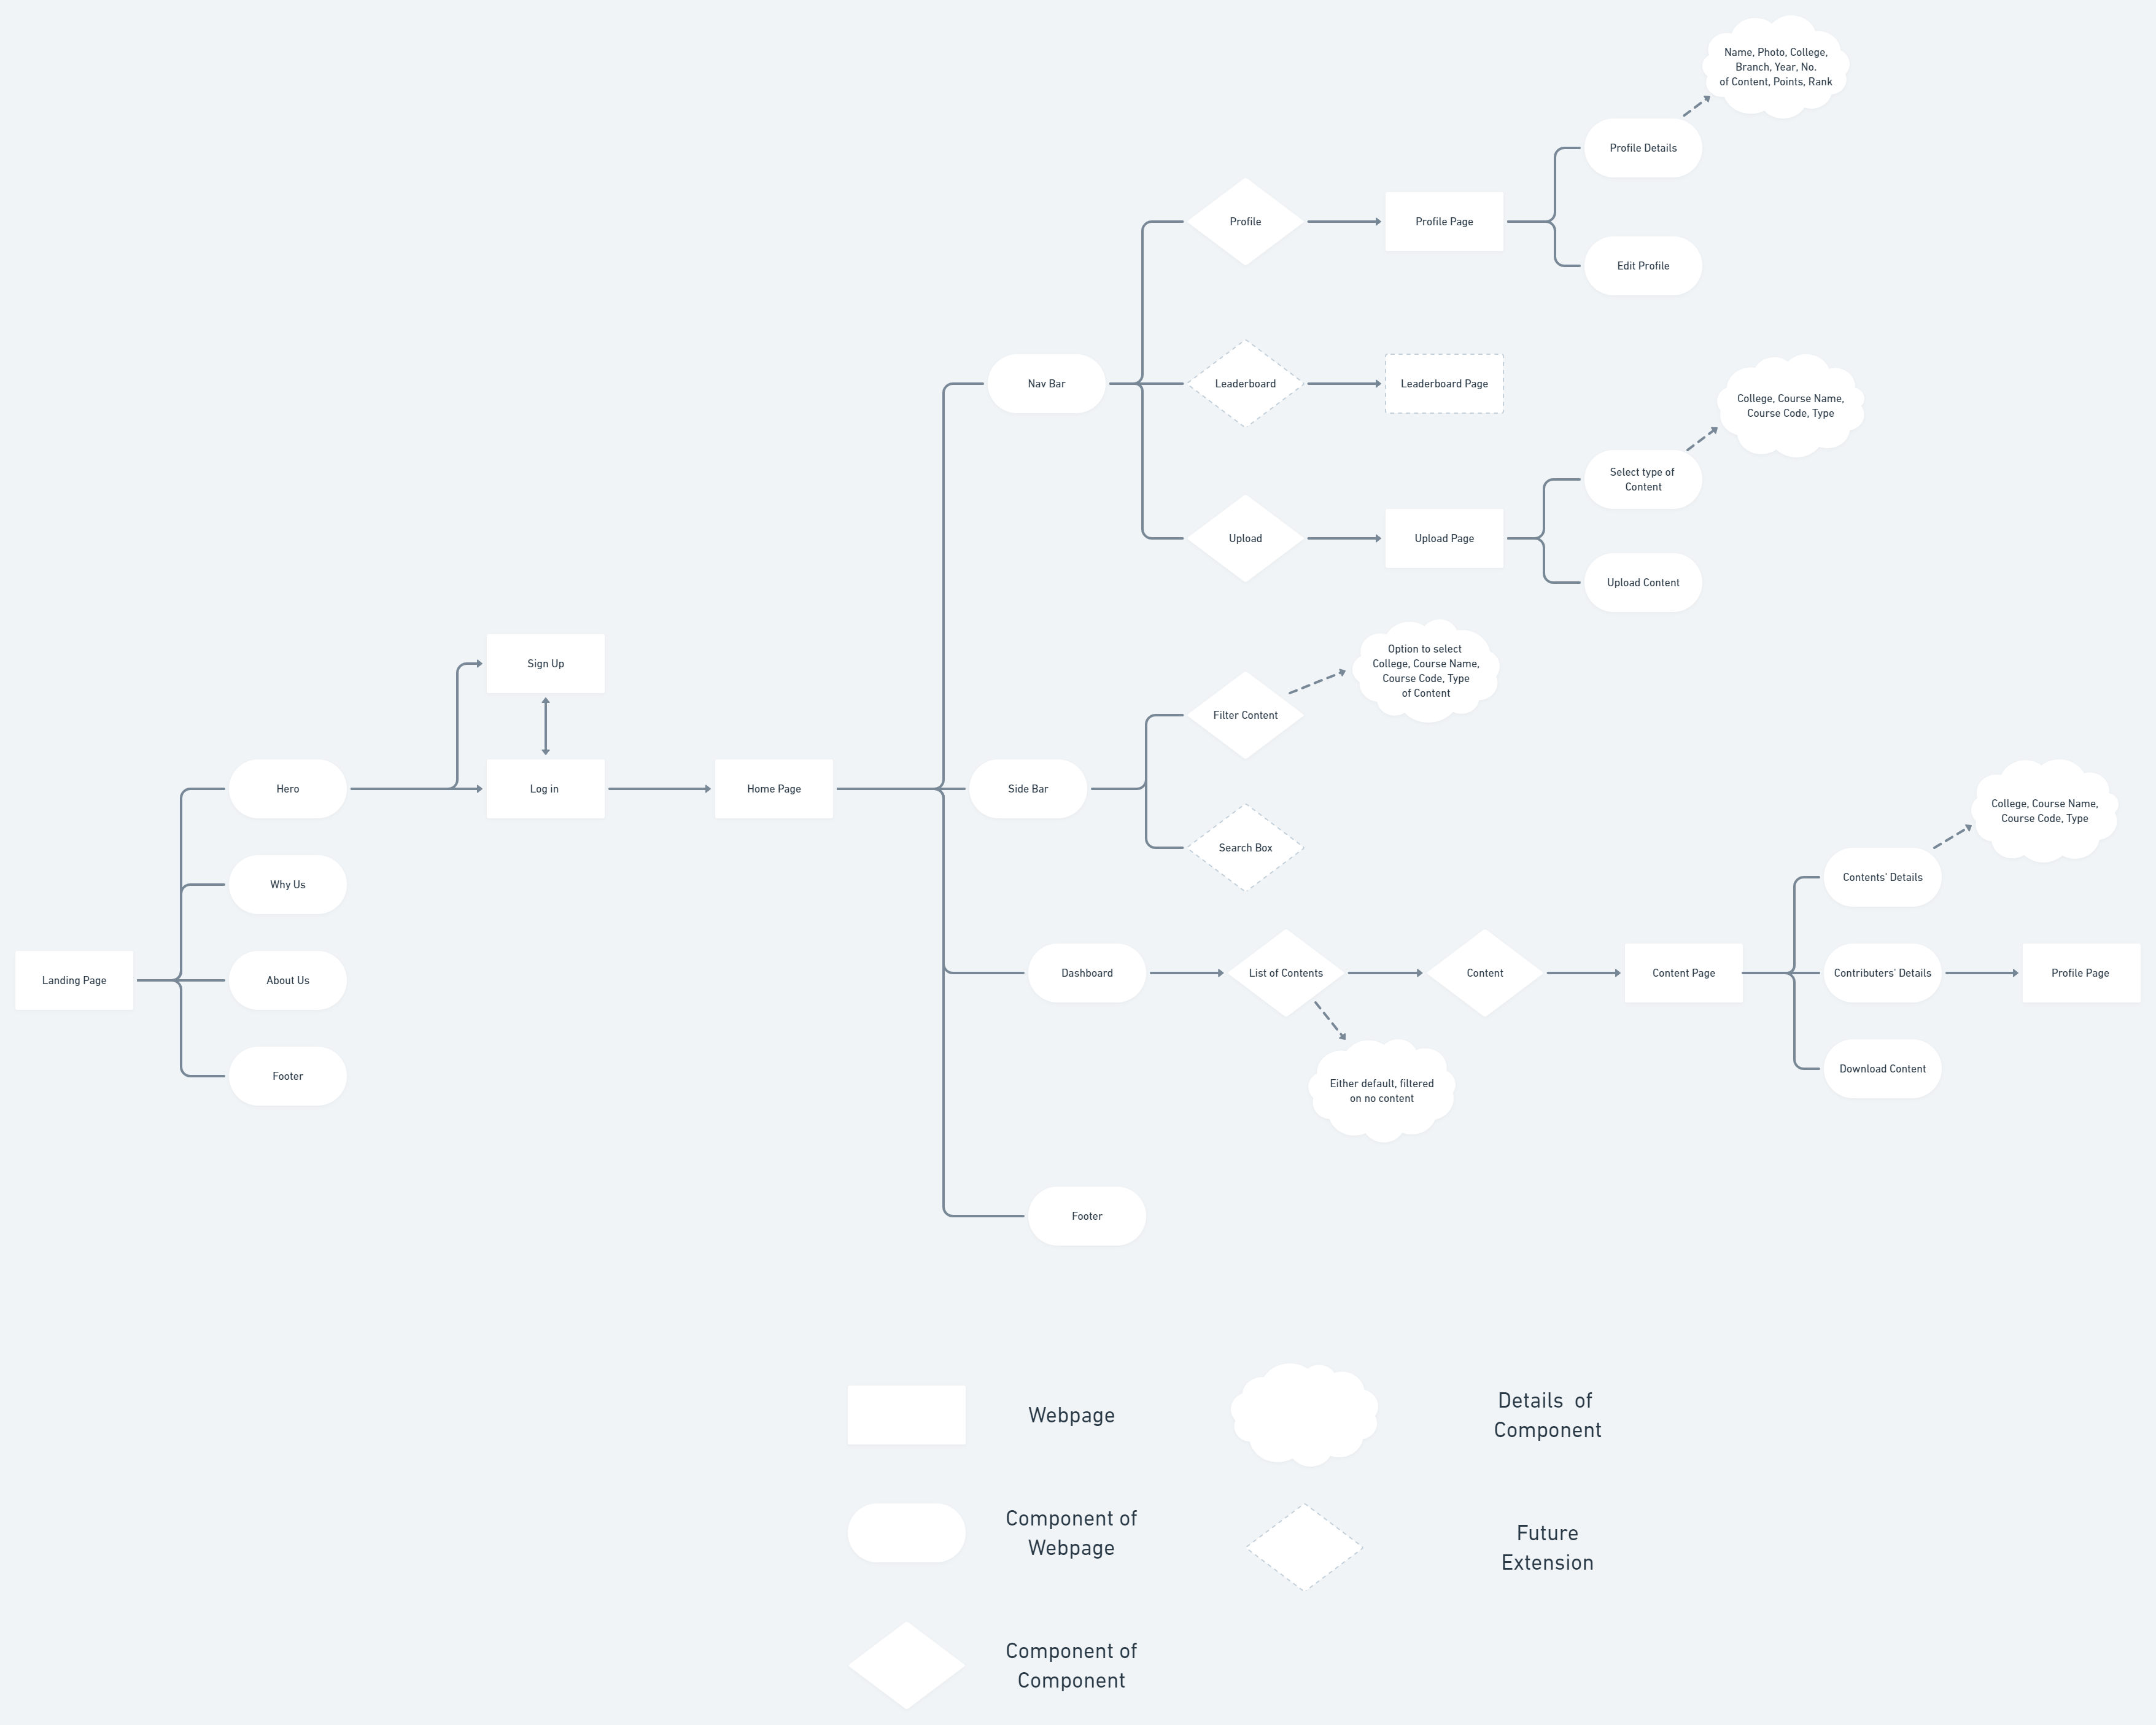 Name, Photo, College,
Branch, Year, No.
of Content, Points, Rank
Profile Details
Profile
Profile Page
Edit Profile
Nav Bar
Leaderboard
Leaderboard Page
College, Course Name,
Course Code, Type
Select type of
Content
Upload
Upload Page
Upload Content
Sign Up
Option to select
College, Course Name,
Course Code, Type
of Content
Filter Content
Hero
Log in
Home Page
Side Bar
Search Box
College, Course Name,
Course Code, Type
Why Us
Contents' Details
Landing Page
About Us
Dashboard
List of Contents
Content
Content Page
Contributers' Details
Profile Page
Footer
Either default, filtered
on no content
Download Content
Footer
Webpage
Details of
Component
Component of
Webpage
Future
Extension
Component of
Component